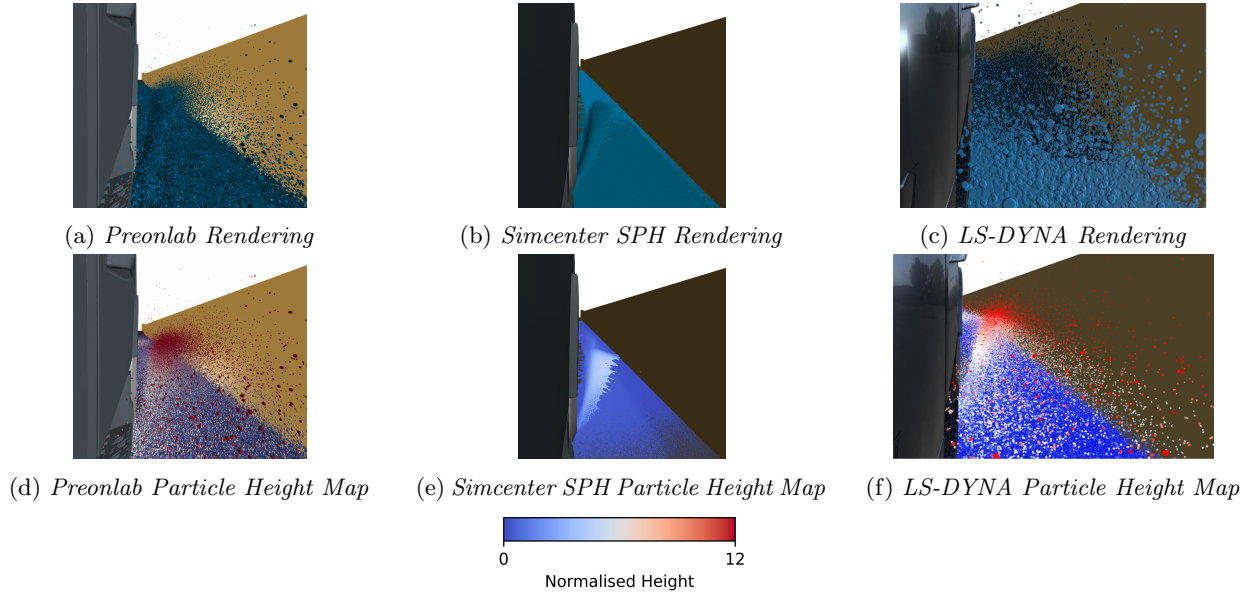 (a) Preonlab Rendering
(b) Simcenter SPH Rendering
(c) LS-DYNA Rendering
(d) Preonlab Particle Height Map
(e) Simcenter SPH Particle Height Map
(f) LS-DYNA Particle Height Map
0
12
Normalised Height